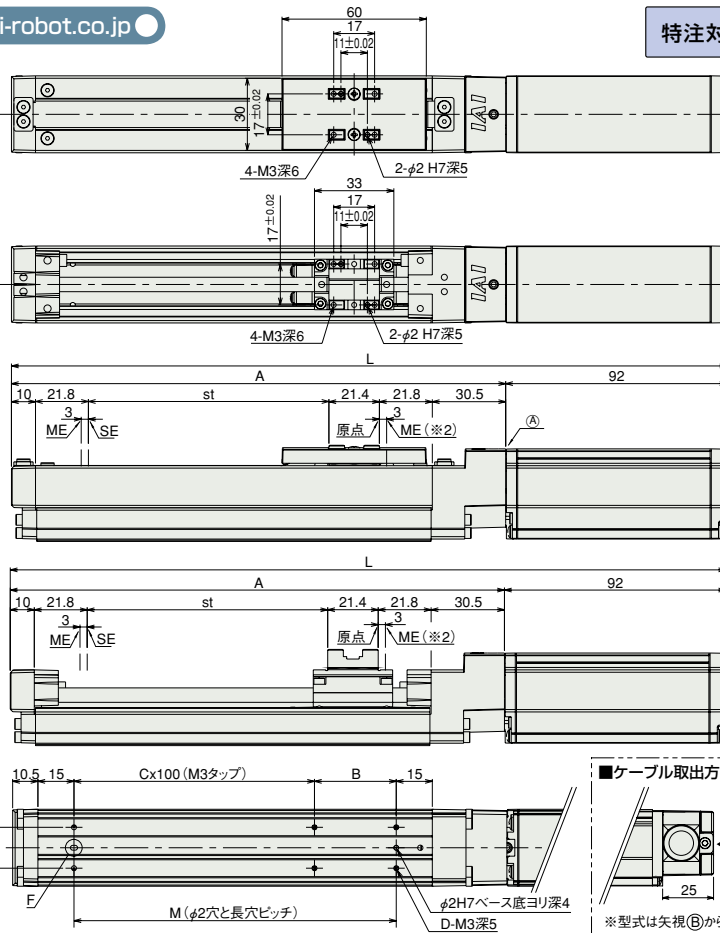 i-robot.co.jp
特注対
60
17
11±0.02
30
17±0.02
IAI
4-M3深6
2-φ2 H7深5
33
17
11±0.02
17±0.02
IAI
4-M3深6
2-φ2 H7深5
L
A
92
10
21.8
st
21.4
21.8
30.5
3
ME
SE
原点
3
ME(※2)
Ⓐ
L
A
92
10
21.8
st
21.4
21.8
30.5
3
ME
SE
原点
3
ME(※2)
10.5
15
Cx100(M3タップ)
B
15
■ケーブル取出方
F
φ2H7ベース底ヨリ深4
D-M3深5
M(φ2穴と長穴ピッチ)
25
※型式は矢視Ⓑから